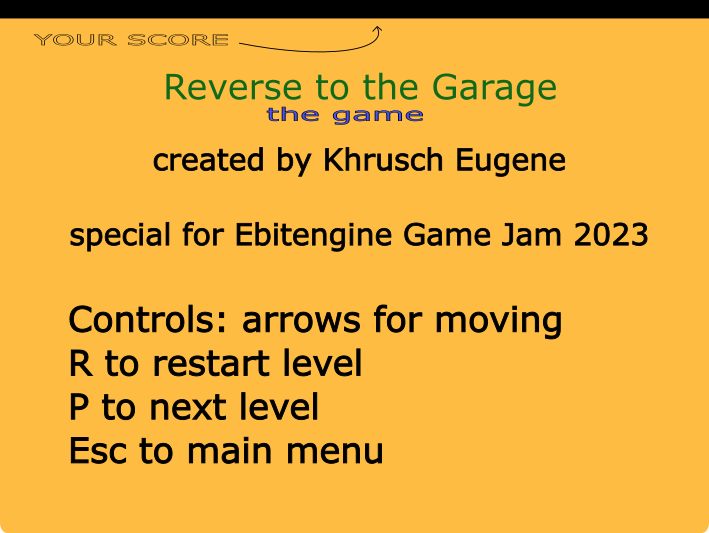 YOUR SCORE
Reverse to the Garage
the game
created by Khrusch Eugene
special for Ebitengine Game Jam 2023
Controls: arrows for moving
R to restart level
P to next level
Esc to main menu